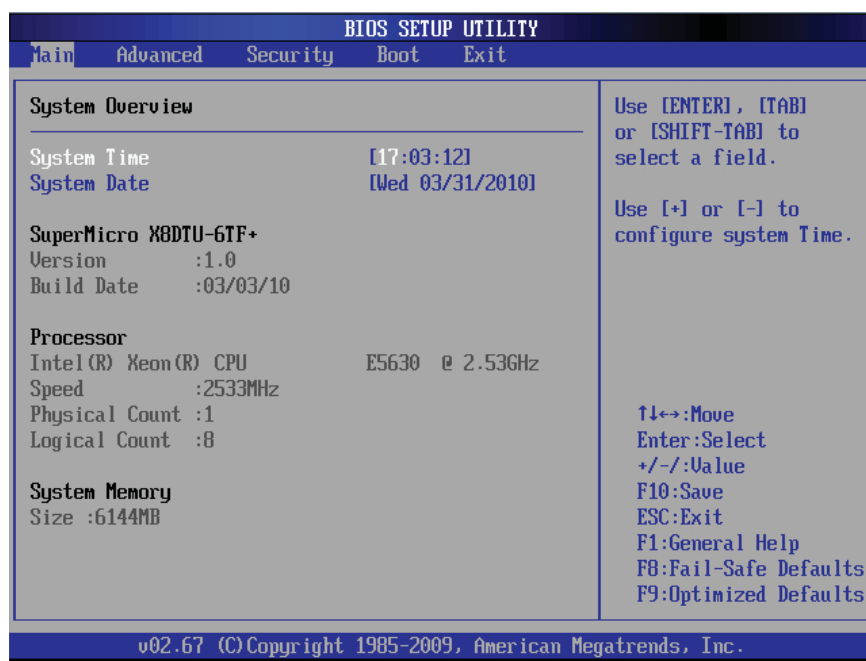 BIOS SETUP UTILITY
Main Advanced Security Boot Exit
System Overview
System Time [17:03:12]
System Date [Wed 03/31/2010]
SuperMicro X8DTU-6TF+
Version :1.0
Build Date :03/03/10
Processor
Intel(R) Xeon(R) CPU E5630 @ 2.53GHz
Speed :2533MHz
Physical Count :1
Logical Count :8
System Memory
Size :6144MB
Use [ENTER], [TAB]
or [SHIFT-TAB] to
select a field.
Use [+] or [-] to
configure system Time.
↑↓←→:Move
Enter:Select
+/-/:Value
F10:Save
ESC:Exit
F1:General Help
F8:Fail-Safe Defaults
F9:Optimized Defaults
v02.67 (C)Copyright 1985-2009, American Megatrends, Inc.